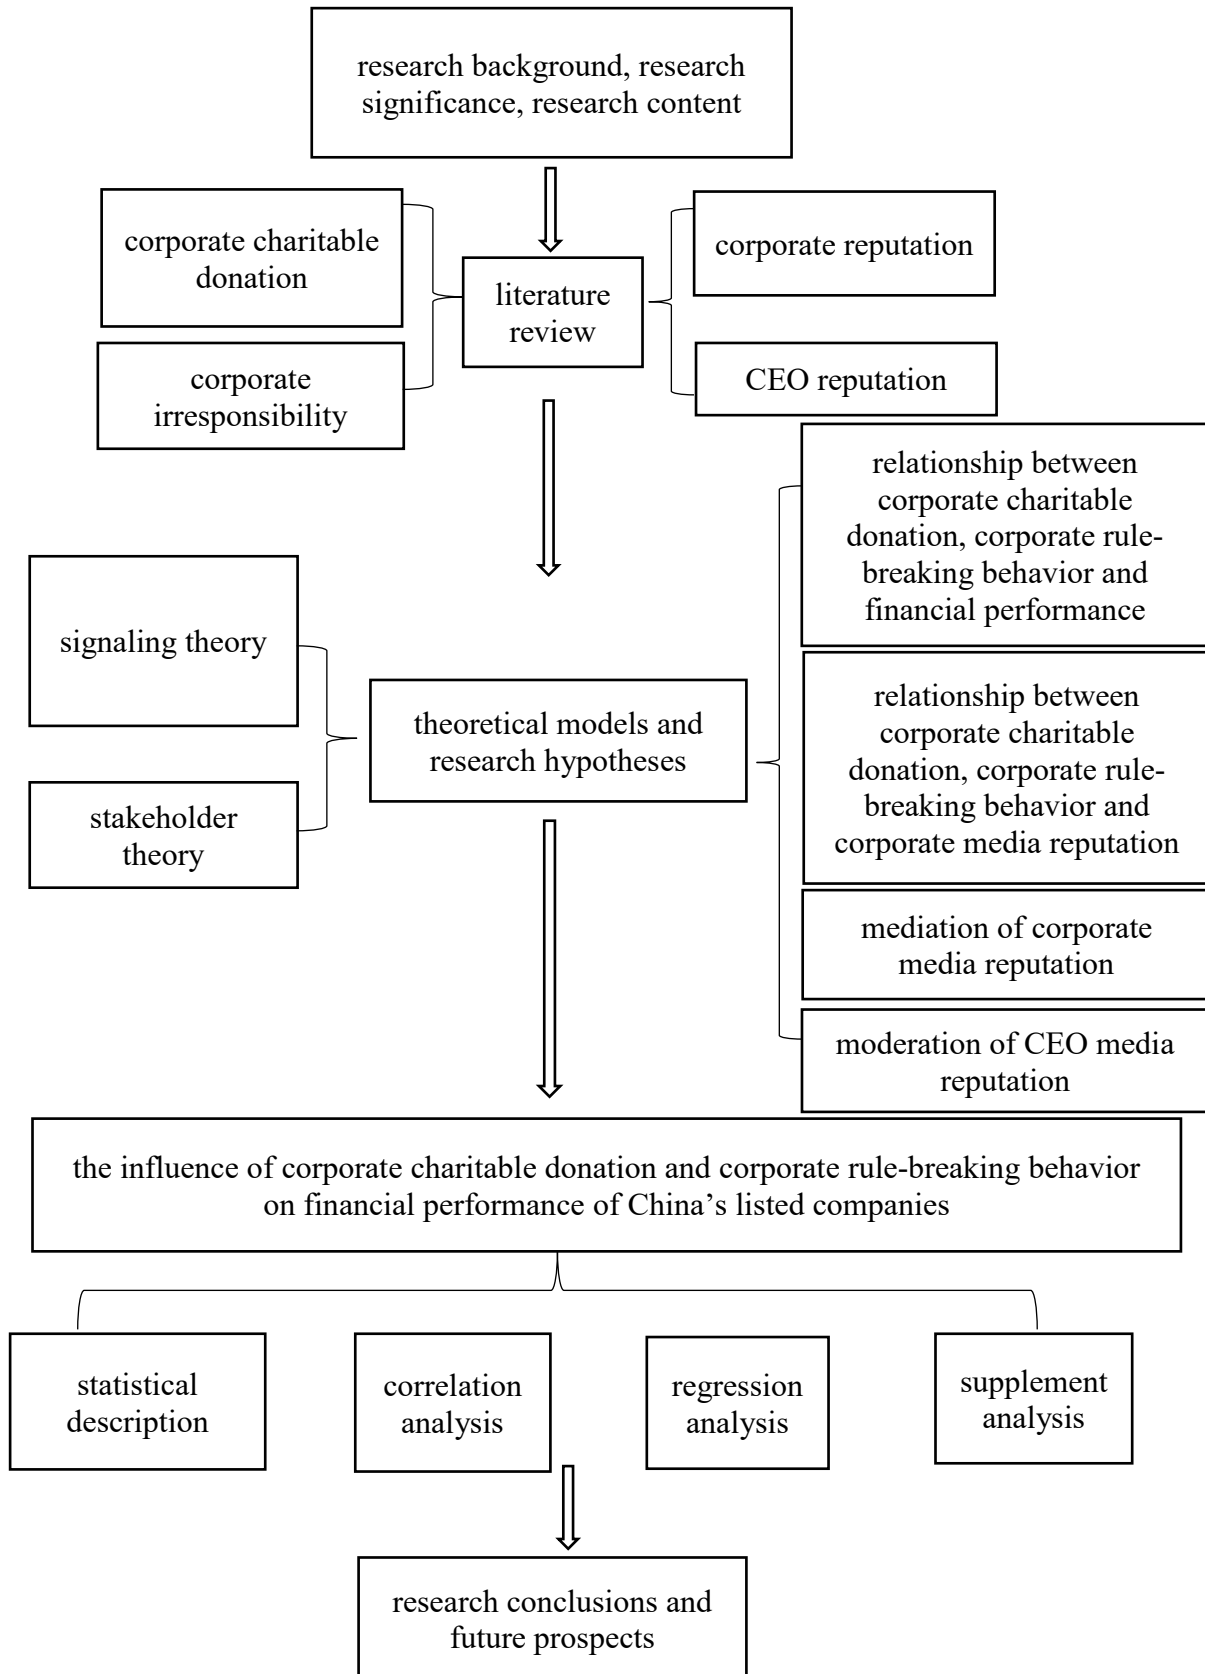 research background, research
significance, research content
corporate charitable
donation
corporate reputation
literature
review
corporate
irresponsibility
CEO reputation
relationship between
corporate charitable
donation, corporate rule-
breaking behavior and
financial performance
signaling theory
relationship between
corporate charitable
donation, corporate rule-
breaking behavior and
corporate media reputation
theoretical models and
research hypotheses
stakeholder
theory
mediation of corporate
media reputation
moderation of CEO media
reputation
the influence of corporate charitable donation and corporate rule-breaking behavior
on financial performance of China’s listed companies
statistical
description
correlation
analysis
regression
analysis
supplement
analysis
research conclusions and
future prospects